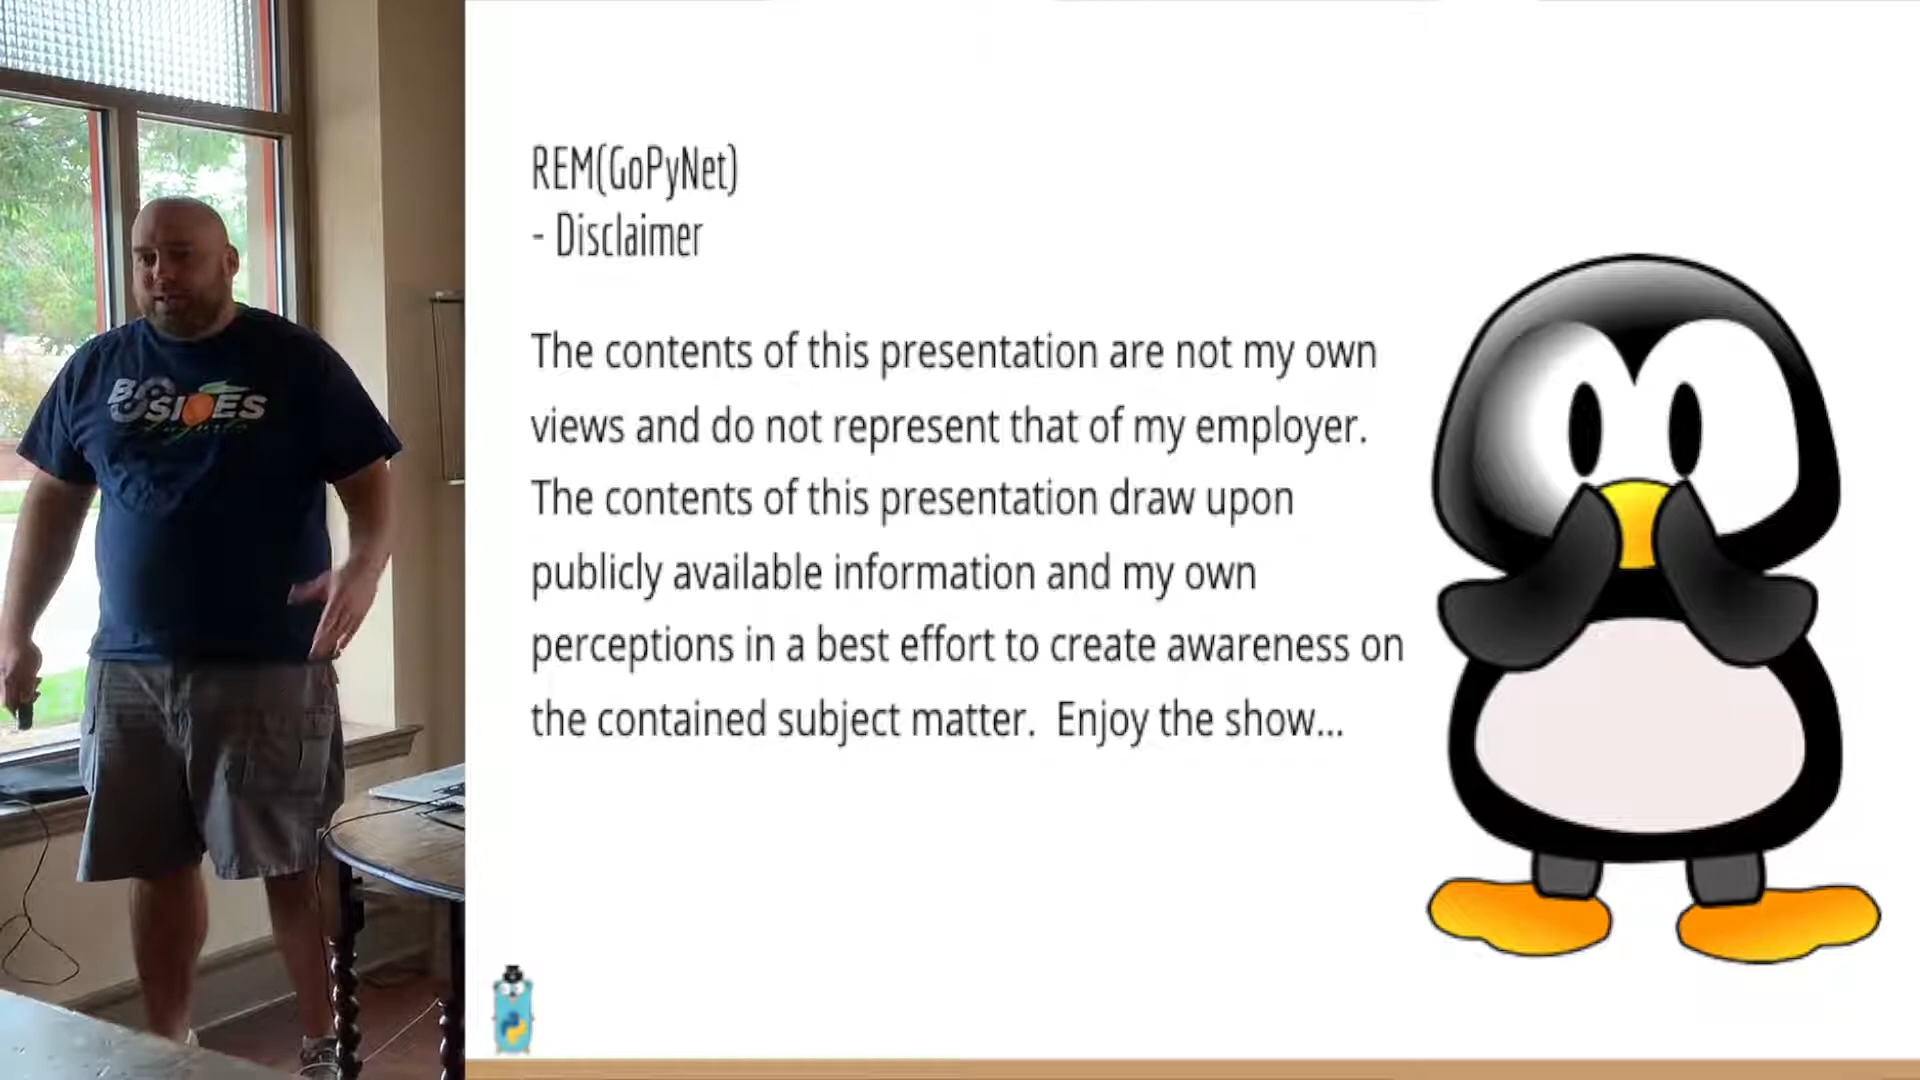 BSIDES
REM(GoPyNet)
- Disclaimer
The contents of this presentation are not my own
views and do not represent that of my employer.
The contents of this presentation draw upon
publicly available information and my own
perceptions in a best effort to create awareness on
the contained subject matter.  Enjoy the show...